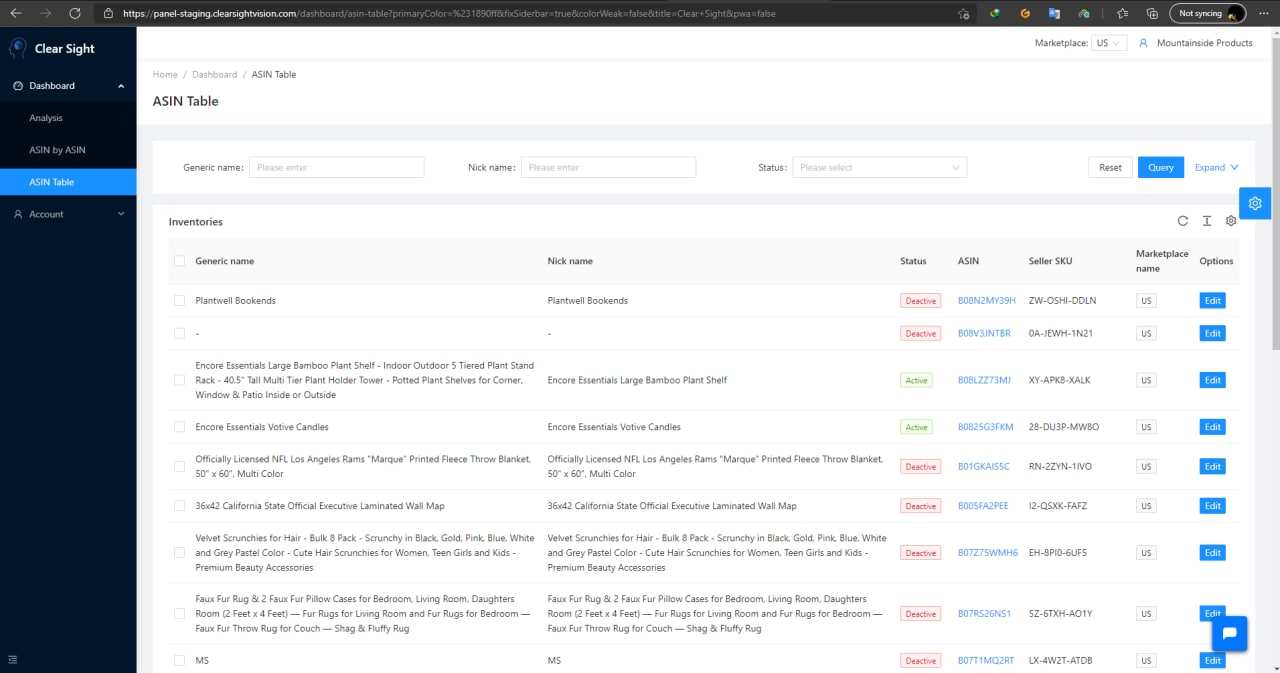 https://panel-staging.clearsightvision.com/dashboard/asin-table?primaryColor=%231890ff&fixSiderbar=true&colorWeak=false&title=Clear+Sight&pwa=false
Not syncing
Clear Sight
Marketplace: US
Mountainside Products
Dashboard
Analysis
ASIN by ASIN
ASIN Table
Account
Home / Dashboard / ASIN Table
ASIN Table
Generic name: Please enter
Nick name: Please enter
Status: Please select
Reset
Query
Expand
Inventories
Generic name Nick name Status ASIN Seller SKU Marketplace name Options
Plantwell Bookends Plantwell Bookends Deactive B08N2MY39H ZW-OSHI-DDLN US Edit
- - Deactive B08V3JNTBR 0A-JEWH-1N21 US Edit
Encore Essentials Large Bamboo Plant Shelf - Indoor Outdoor 5 Tiered Plant Stand
Rack - 40.5" Tall Multi Tier Plant Holder Tower - Potted Plant Shelves for Corner,
Window & Patio Inside or Outside
Encore Essentials Large Bamboo Plant Shelf Active B08LZZ73MJ XY-APK8-XALK US Edit
Encore Essentials Votive Candles Encore Essentials Votive Candles Active B0825G3FKM 28-DU3P-MW8O US Edit
Officially Licensed NFL Los Angeles Rams "Marque" Printed Fleece Throw Blanket,
50" x 60", Multi Color
Officially Licensed NFL Los Angeles Rams "Marque" Printed Fleece Throw Blanket,
50" x 60", Multi Color
Deactive B01GKAIS5C RN-2ZYN-1IVO US Edit
36x42 California State Official Executive Laminated Wall Map 36x42 California State Official Executive Laminated Wall Map Deactive B005FA2PEE I2-QSXK-FAFZ US Edit
Velvet Scrunchies for Hair - Bulk 8 Pack - Scrunchy in Black, Gold, Pink, Blue, White
and Grey Pastel Color - Cute Hair Scrunchies for Women, Teen Girls and Kids -
Premium Beauty Accessories
Velvet Scrunchies for Hair - Bulk 8 Pack - Scrunchy in Black, Gold, Pink, Blue, White
and Grey Pastel Color - Cute Hair Scrunchies for Women, Teen Girls and Kids -
Premium Beauty Accessories
Deactive B07Z75WMH6 EH-8PI0-6UF5 US Edit
Faux Fur Rug & 2 Faux Fur Pillow Cases for Bedroom, Living Room, Daughters
Room (2 Feet x 4 Feet) — Fur Rugs for Living Room and Fur Rugs for Bedroom —
Faux Fur Throw Rug for Couch — Shag & Fluffy Rug
Faux Fur Rug & 2 Faux Fur Pillow Cases for Bedroom, Living Room, Daughters
Room (2 Feet x 4 Feet) — Fur Rugs for Living Room and Fur Rugs for Bedroom —
Faux Fur Throw Rug for Couch — Shag & Fluffy Rug
Deactive B07RS26NS1 5Z-6TXH-AO1Y US Edit
MS MS Deactive B07T1MQ2RT LX-4W2T-ATDB US Edit